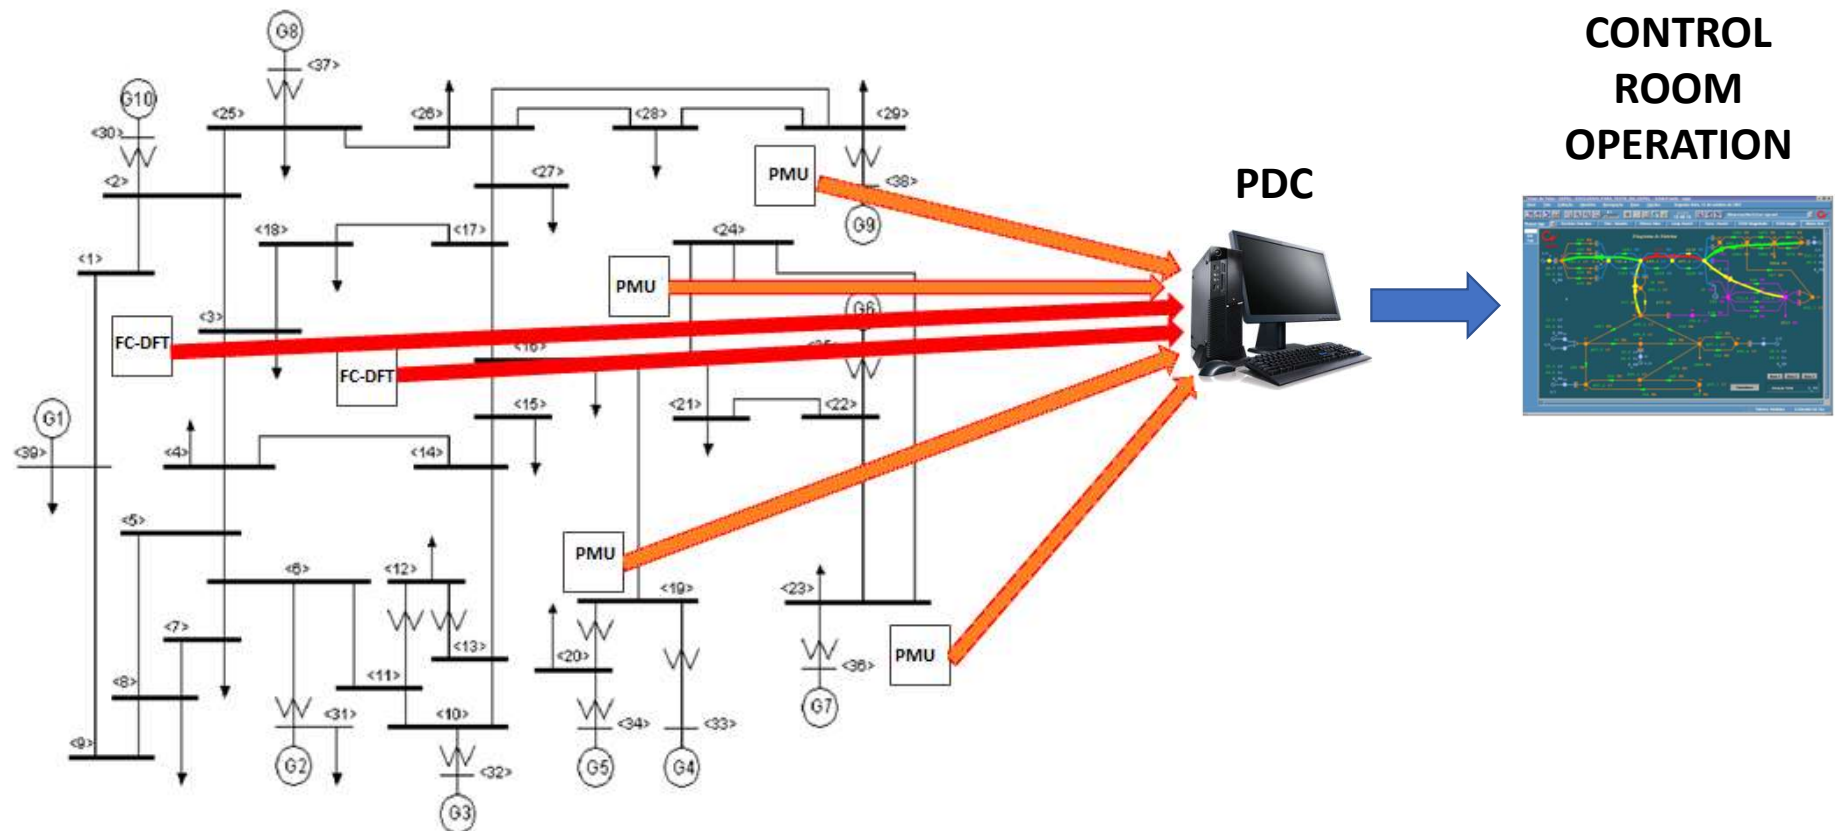 CONTROL
ROOM
OPERATION
PDC
G8
<37>
G10
<30>
<25>
<26>
<28>
<29>
<2>
<27>
PMU
<38>
G9
<18>
<17>
<24>
<1>
PMU
G6
<3>
FC-DFT
<16>
<35>
FC-DFT
G1
<15>
<21>
<22>
<39>
<4>
<14>
<5>
PMU
<6>
<12>
<19>
<23>
<7>
<13>
<20>
PMU
<36>
<8>
<11>
<31>
<10>
<34>
<33>
G7
<9>
G2
<32>
G5
G4
G3